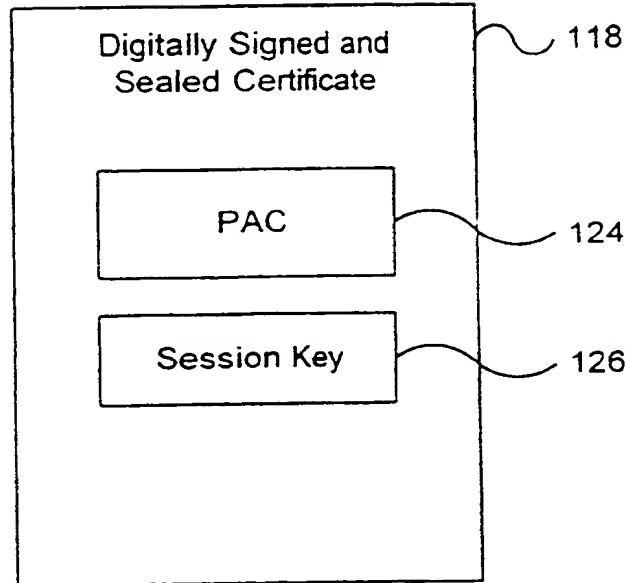 Digitally Signed and
Sealed Certificate
118
PAC
124
Session Key
126